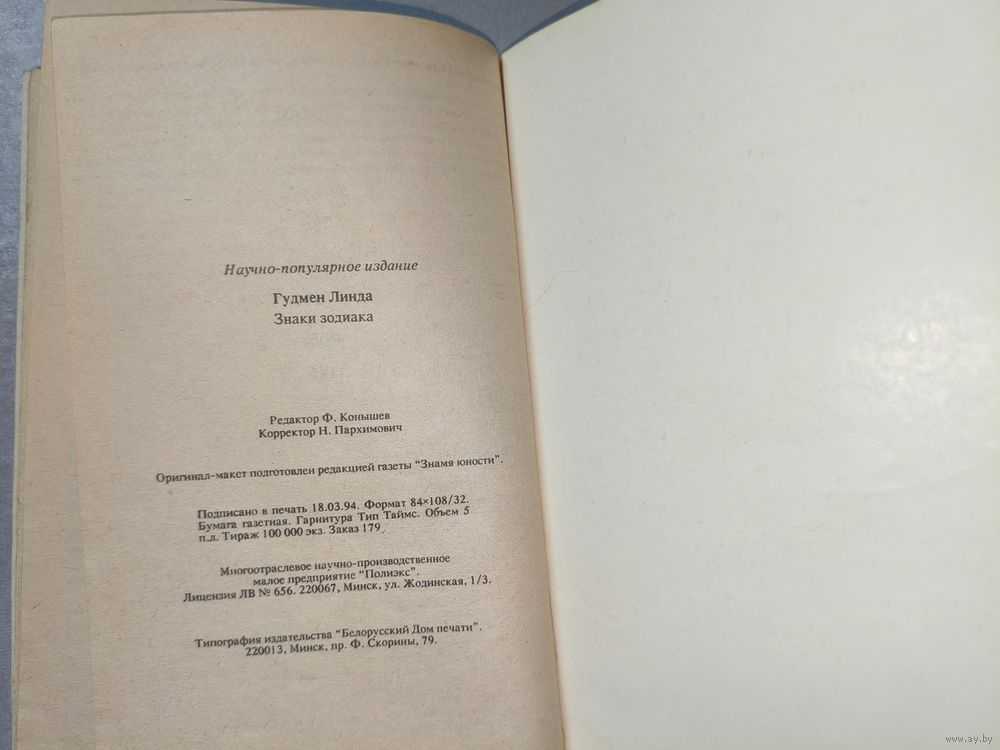 Научно-популярное издание
Гудмен Линда
Знаки зодиака
Редактор Ф. Конышев
Корректор Н. Пархимович
Оригинал-макет подготовлен редакцией газеты "Знамя юности".
Подписано в печать 18.03.94. Формат 84×108/32.
Бумага газетная. Гарнитура Тип Таймс. Объем 5
п.л. Тираж 100 000 экз. Заказ 179
Многоотраслевое научно-производственное
малое предприятие "Полиэкс".
Лицензия ЛВ № 656. 220067, Минск, ул. Жодинская, 1/3.
Типография издательства "Белорусский Дом печати".
220013, Минск, пр. Ф. Скорины, 79.
www.ay.by